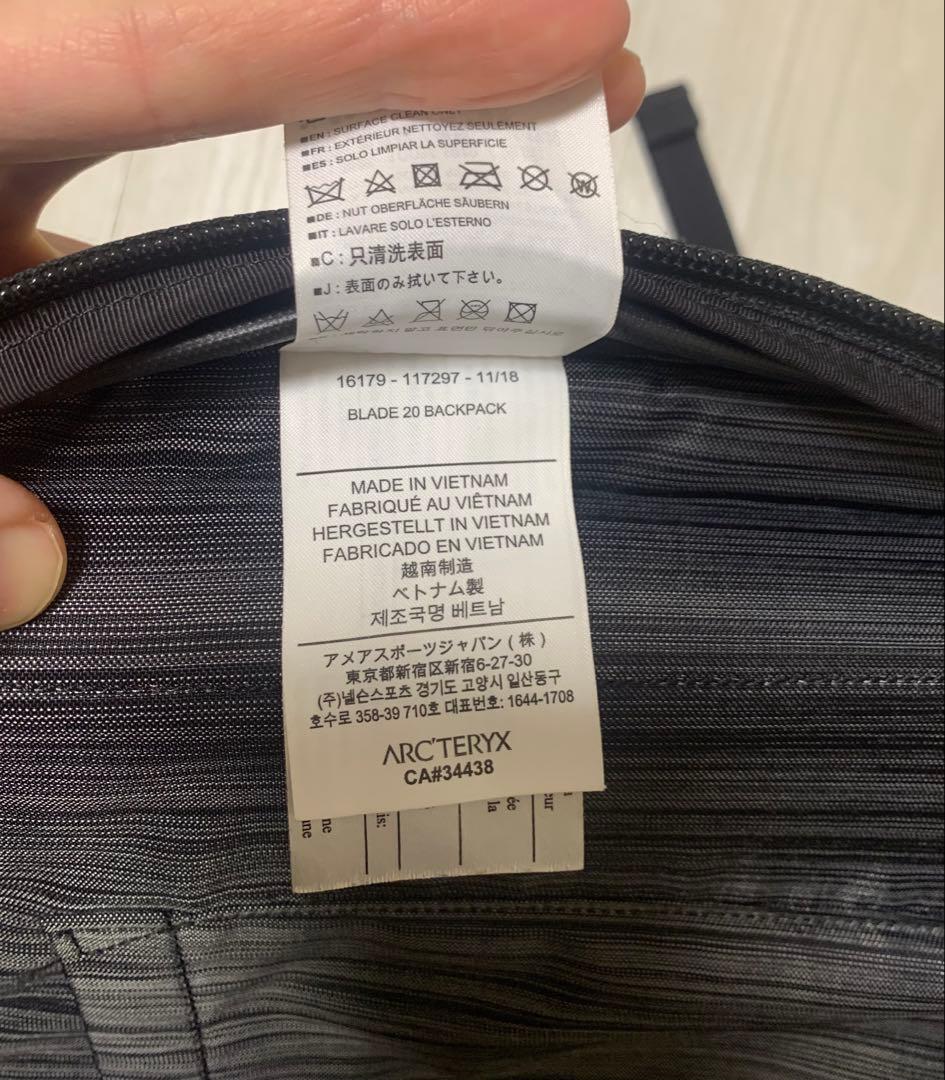 EN : SURFACE CLEAN ONLY
FR : EXTÉRIEUR NETTOYEZ SEULEMENT
ES : SOLO LIMPIAR LA SUPERFICIE
DE : NUT OBERFLÄCHE SÄUBERN
IT : LAVARE SOLO L'ESTERNO
C : 只清洗表面
J : 表面のみ拭いて下さい。
16179 - 117297 - 11/18
BLADE 20 BACKPACK
MADE IN VIETNAM
FABRIQUÉ AU VIÊTNAM
HERGESTELLT IN VIETNAM
FABRICADO EN VIETNAM
越南制造
ベトナム製
제조국명 베트남
アメアスポーツジャパン ( 株 )
東京都新宿区新宿6-27-30
(주)넬슨스포츠 경기도 고양시 일산동구
호수로 358-39 710호 대표번호: 1644-1708
ARC'TERYX
CA#34438